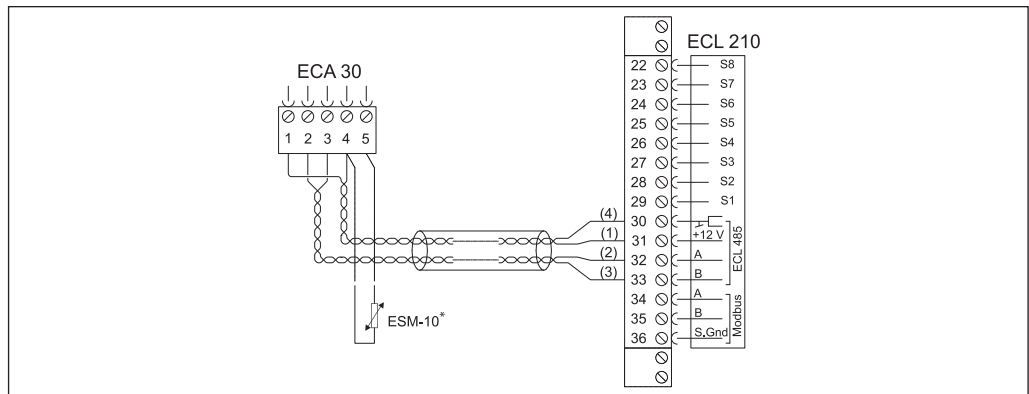 ECA 30
1 2 3 4 5
ESM-10*
(4)
(1)
(2)
(3)
ECL 210
22 S8
23 S7
24 S6
25 S5
26 S4
27 S3
28 S2
29 S1
30
31 +12 V
32 A
33 B
ECL 485
34 A
35 B
36 S.Gnd
Modbus